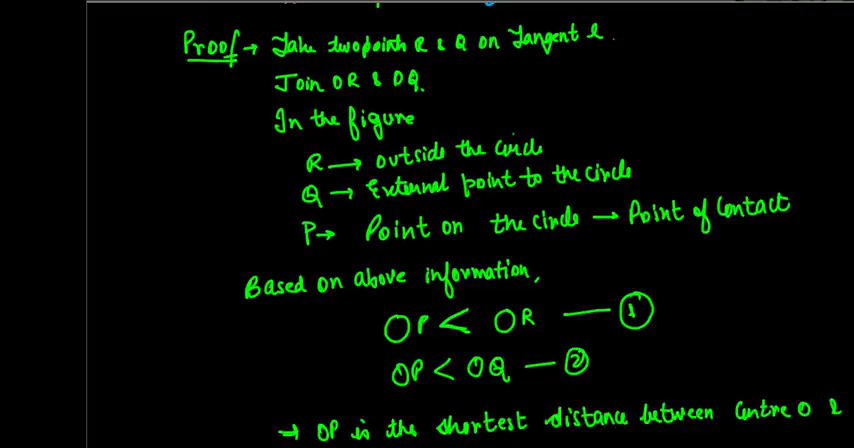 Proof → Take two points R & Q on Tangent l.
Join OR & OQ.
In the figure
R → outside the circle
Q → External point to the circle
P → Point on the circle → Point of Contact
Based on above information,
OP < OR — ①
OP < OQ — ②
→ OP is the shortest distance between centre O &